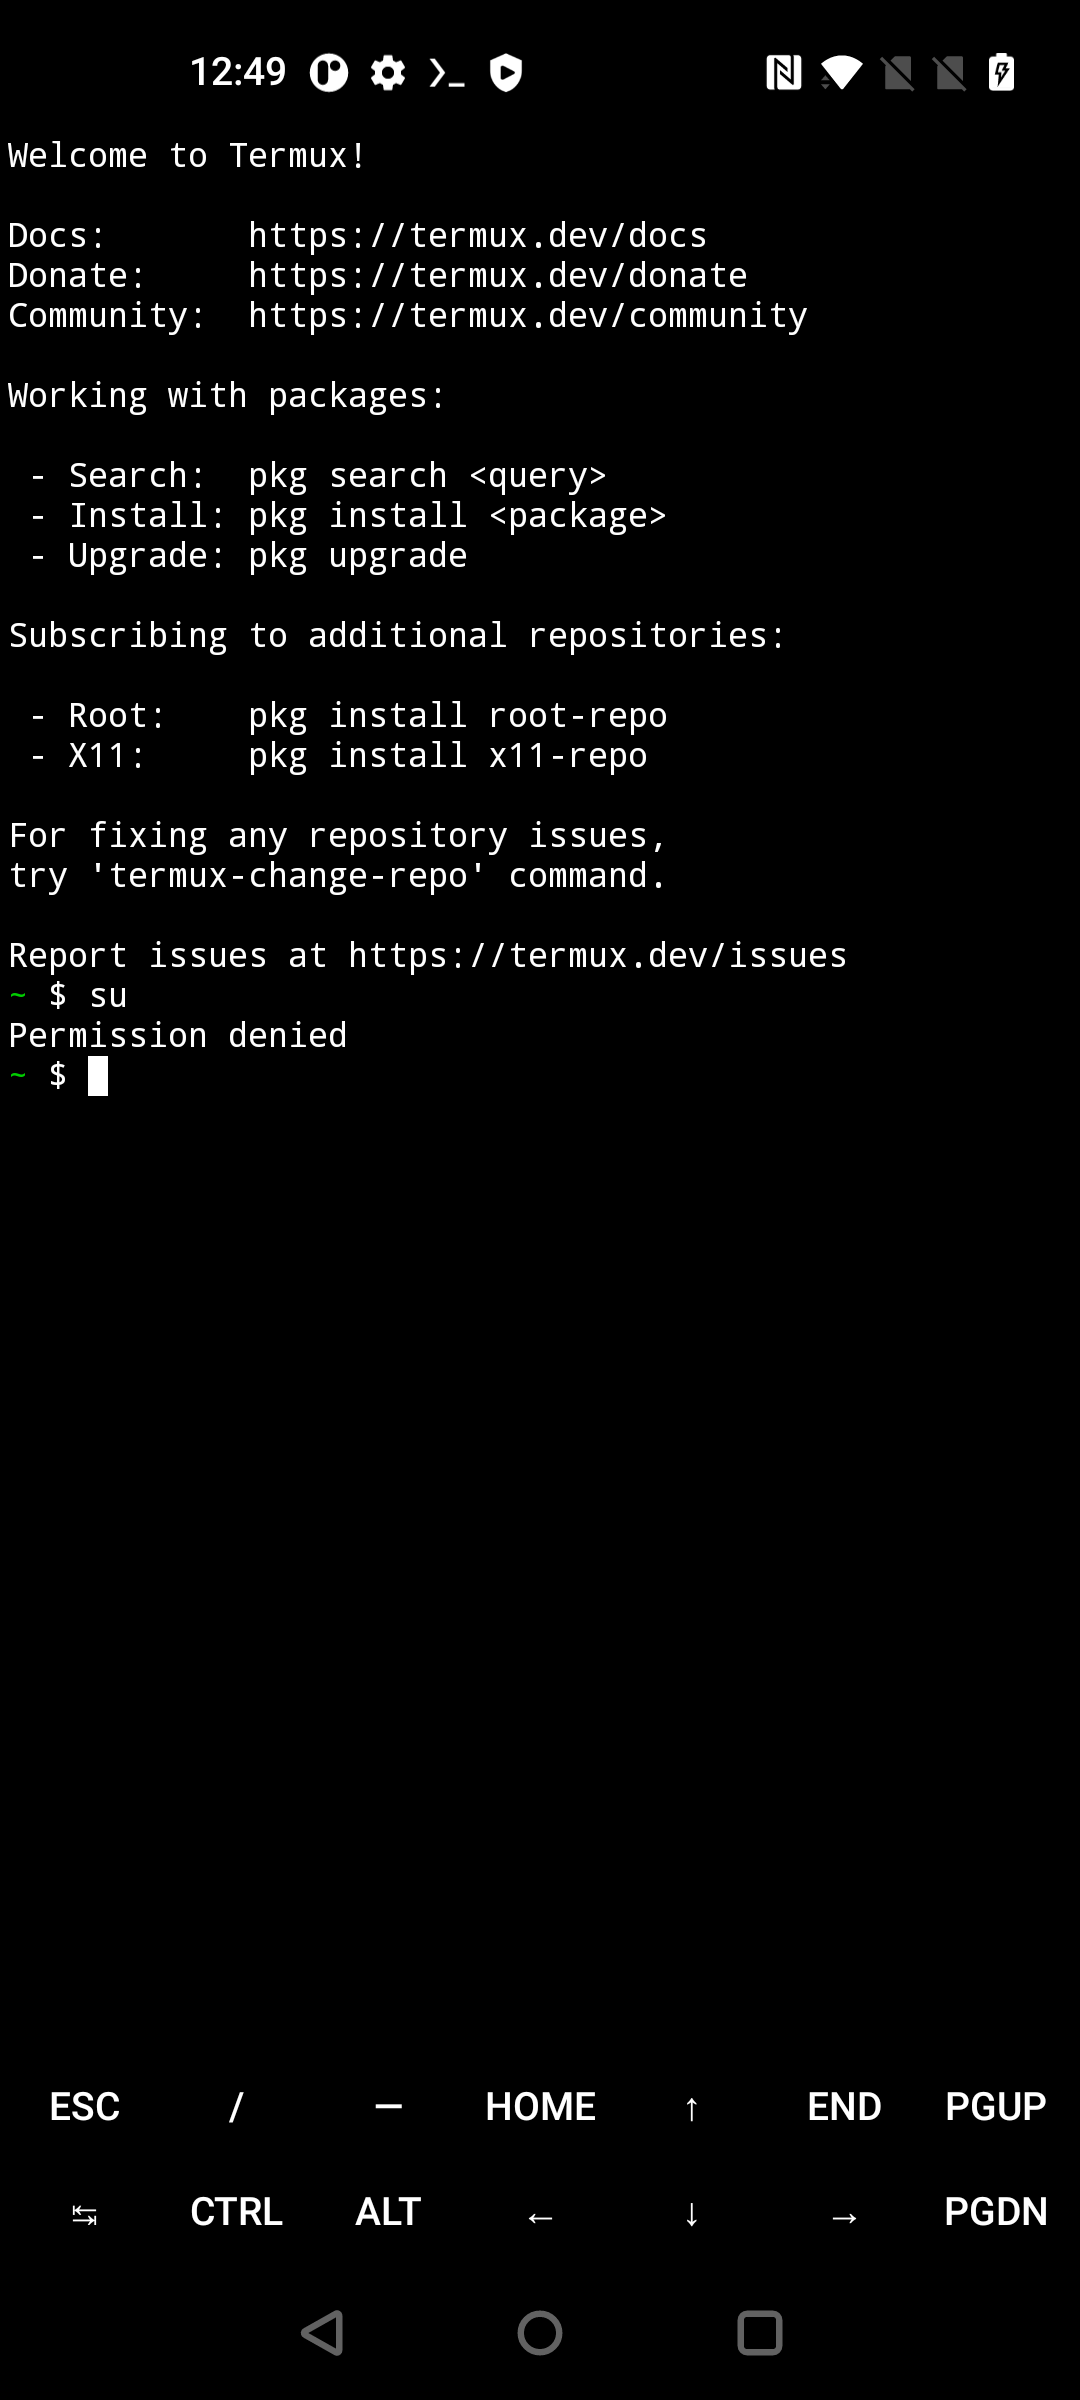 12:49
Welcome to Termux!
Docs:       https://termux.dev/docs
Donate:     https://termux.dev/donate
Community:  https://termux.dev/community
Working with packages:
 - Search:  pkg search <query>
 - Install: pkg install <package>
 - Upgrade: pkg upgrade
Subscribing to additional repositories:
 - Root:    pkg install root-repo
 - X11:     pkg install x11-repo
For fixing any repository issues,
try 'termux-change-repo' command.
Report issues at https://termux.dev/issues
~ $ su
Permission denied
~ $
ESC / — HOME ↑ END PGUP
↹ CTRL ALT ← ↓ → PGDN